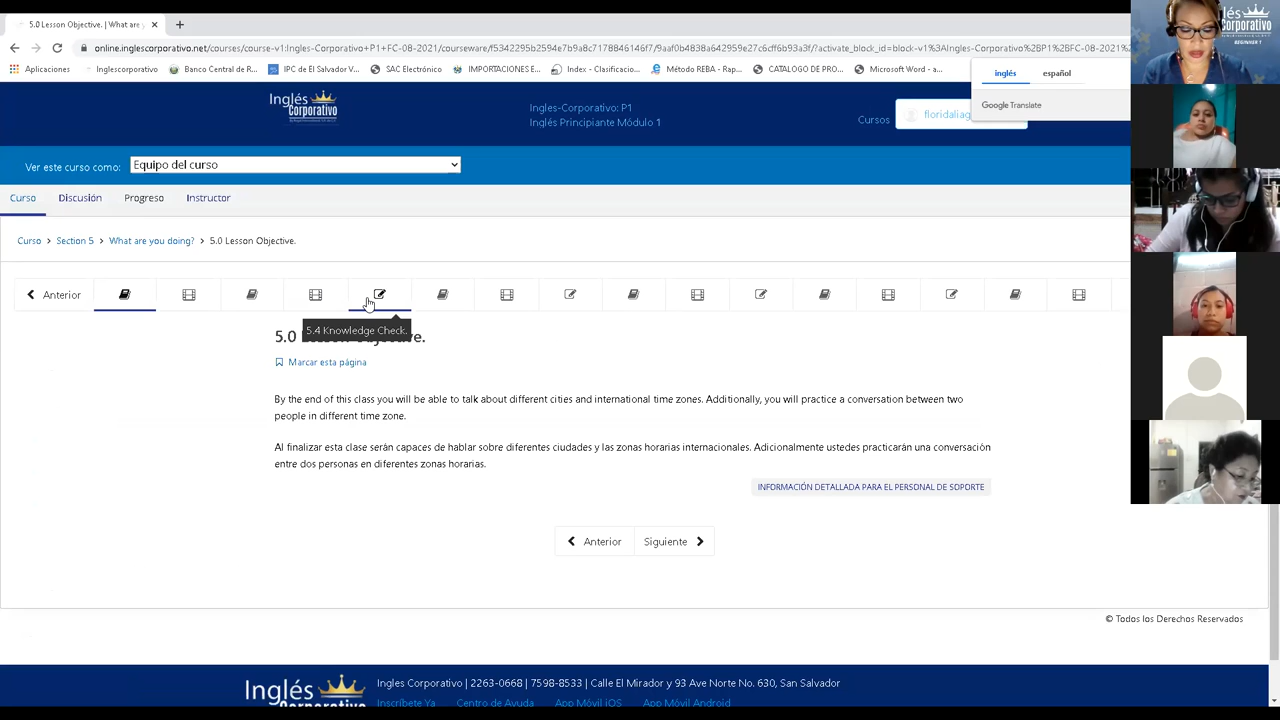 5.0 Lesson Objective. | What are y
online.inglescorporativo.net/courses/course-v1:Ingles-Corporativo+P1+FC-08-2021/courseware/f534225b2594e7b9a8c7178846146f7/9aaf0b4838a642959e27c6cff6b93a3f/?activate_block_id=block-v1%3AIngles-Corporativo%2BP1%2BFC-08-2021%
Aplicaciones
Inglescorporativo
Banco Central de R...
IPC de El Salvador V...
SAC Electrónico
IMPORTACIONES E...
Index - Clasificacio...
Método REBA - Rap...
CATALOGO DE PRO...
Microsoft Word - a...
inglés
español
Google Translate
Inglés
Corporativo
Ingles-Corporativo: P1
Inglés Principiante Módulo 1
Cursos
floridaliag
Ver este curso como:
Equipo del curso
Curso
Discusión
Progreso
Instructor
Curso > Section 5 > What are you doing? > 5.0 Lesson Objective.
Anterior
5.4 Knowledge Check.
5.0 Lesson Objective.
Marcar esta página
By the end of this class you will be able to talk about different cities and international time zones. Additionally, you will practice a conversation between two
people in different time zone.
Al finalizar esta clase serán capaces de hablar sobre diferentes ciudades y las zonas horarias internacionales. Adicionalmente ustedes practicarán una conversación
entre dos personas en diferentes zonas horarias.
INFORMACIÓN DETALLADA PARA EL PERSONAL DE SOPORTE
Anterior
Siguiente
© Todos los Derechos Reservados
Inglés
Corporativo
Ingles Corporativo | 2263-0668 | 7598-8533 | Calle El Mirador y 93 Ave Norte No. 630, San Salvador
Inscríbete Ya
Centro de Ayuda
App Móvil iOS
App Móvil Android
glés
Corporativo
BEGINNER 1